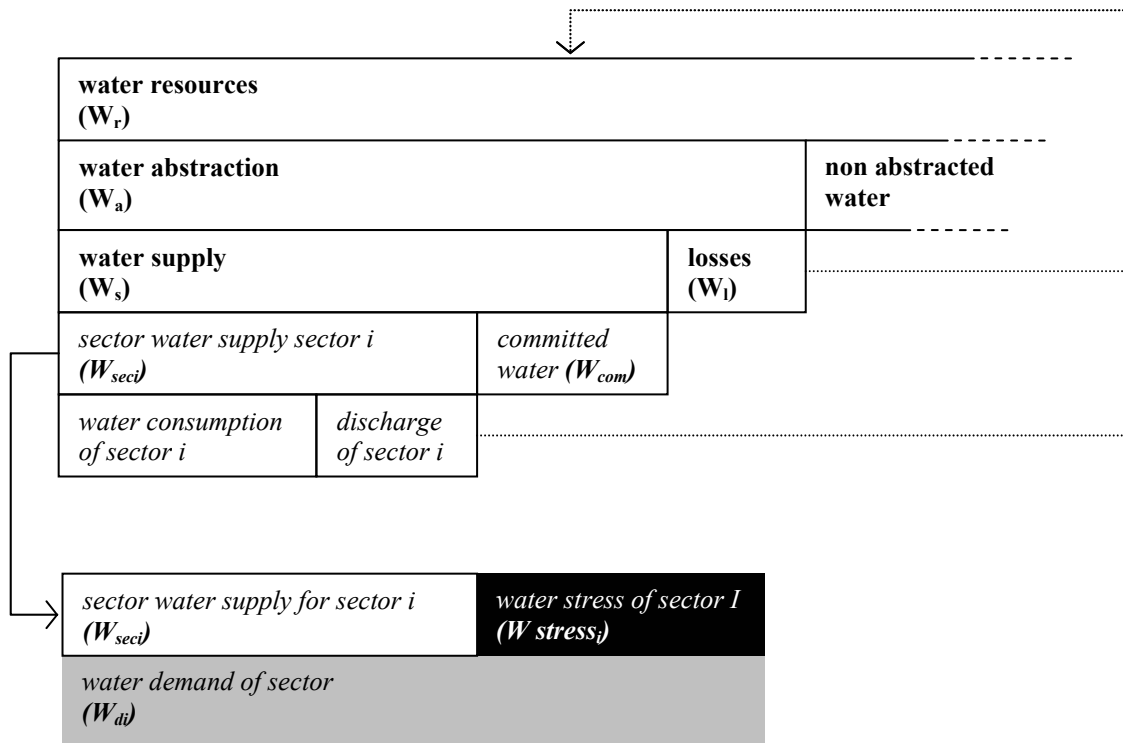 water resources
(Wr)
water abstraction
(Wa)
non abstracted
water
water supply
(Ws)
losses
(Wl)
sector water supply sector i
(Wseci)
committed
water (Wcom)
water consumption
of sector i
discharge
of sector i
sector water supply for sector i
(Wseci)
water stress of sector I
(W stressi)
water demand of sector
(Wdi)